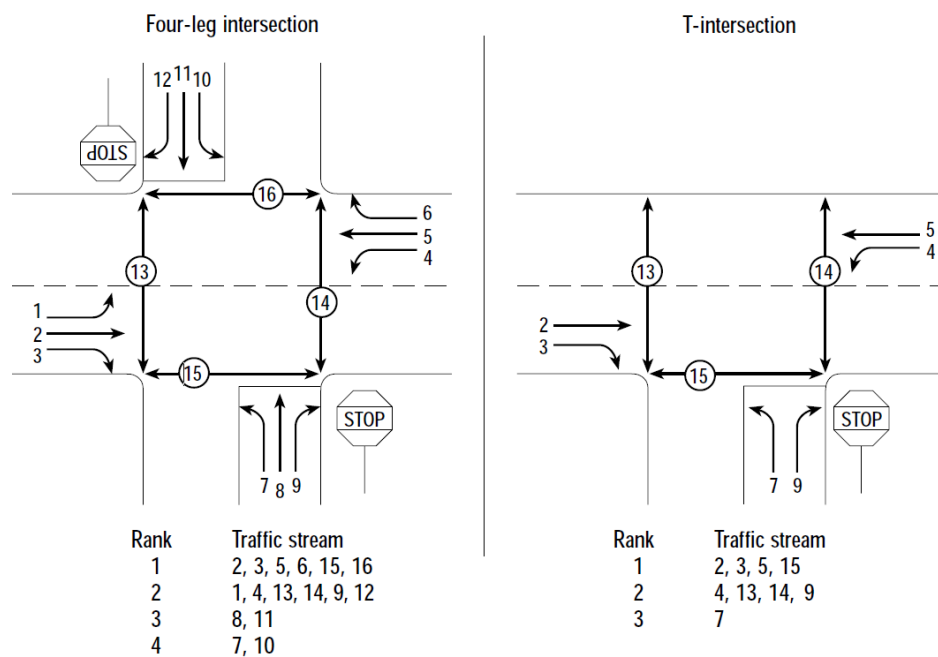 Four-leg intersection
T-intersection
12 11 10
STOP
16
6
5
4
13
14
1
2
3
15
STOP
7 8 9
5
4
13
14
2
3
15
STOP
7 9
Rank Traffic stream
1 2, 3, 5, 6, 15, 16
2 1, 4, 13, 14, 9, 12
3 8, 11
4 7, 10
Rank Traffic stream
1 2, 3, 5, 15
2 4, 13, 14, 9
3 7